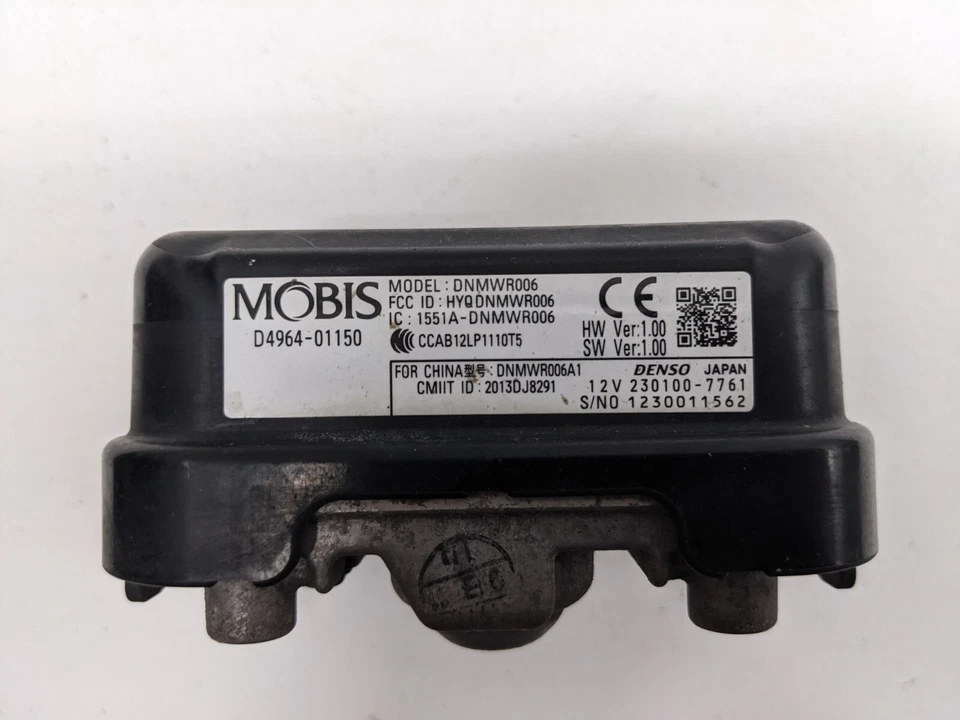 MOBIS
D4964-01150
MODEL : DNMWR006
FCC ID : HYQDNMWR006
IC : 1551A-DNMWR006
CCC CCAB12LP1110T5
CE
HW Ver:1.00
SW Ver:1.00
FOR CHINA型号: DNMWR006A1
CMIIT ID : 2013DJ8291
DENSO JAPAN
12V 230100-7761
S/NO 1230011562